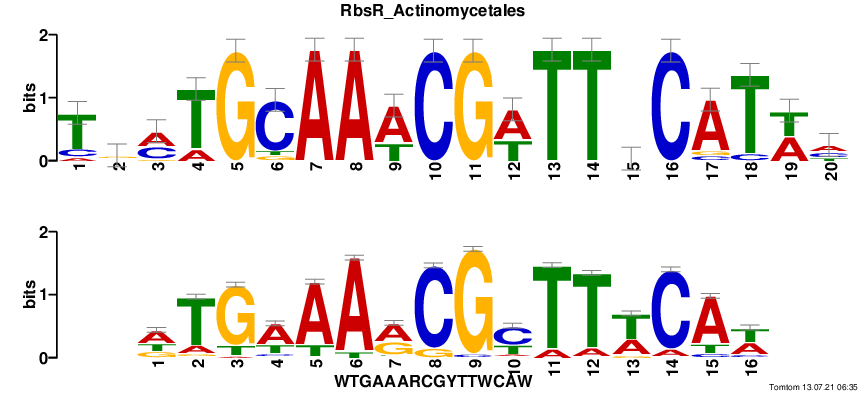 RbsR_Actinomycetales
2
bits
1
0
T C A G A C T A G C T G A A A T C G A T T T C A G C T C T A A C G
1 2 3 4 5 6 7 8 9 10 11 12 13 14 15 16 17 18 19 20
2
bits
1
0
A T G T A G T A T A T A G C G G C T T A T A T A C A T T A
1 2 3 4 5 6 7 8 9 10 11 12 13 14 15 16
WTGAAARCGYTTWCAW
Tomtom 13.07.21 06:35